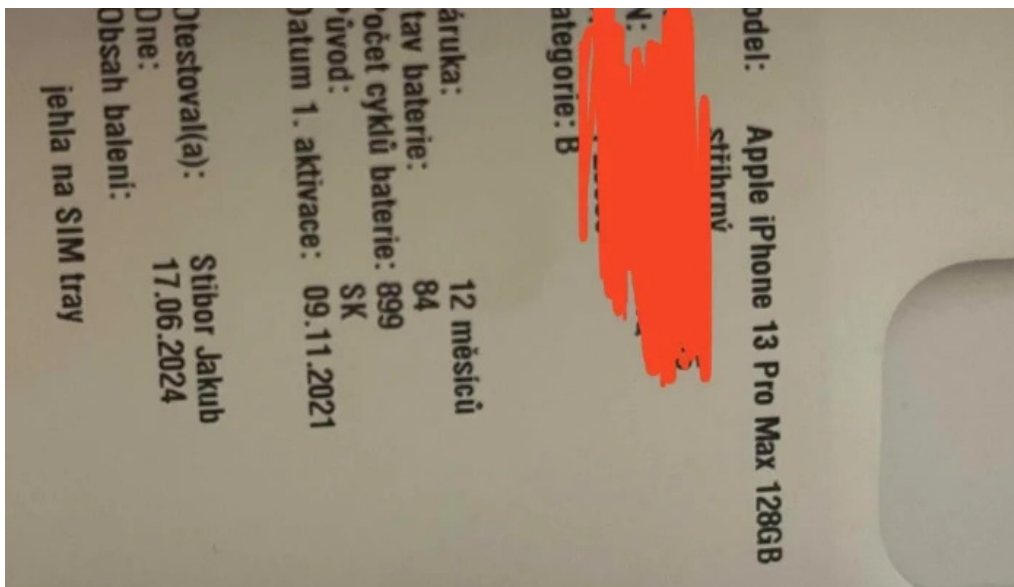 odel: Apple iPhone 13 Pro Max 128GB
stříbrný
N:
ategorie: B
áruka: 12 měsíců
tav baterie: 84
očet cyklů baterie: 899
ůvod: SK
Datum 1. aktivace: 09.11.2021
Otestoval(a): Stibor Jakub
Dne: 17.06.2024
Obsah balení:
jehla na SIM tray